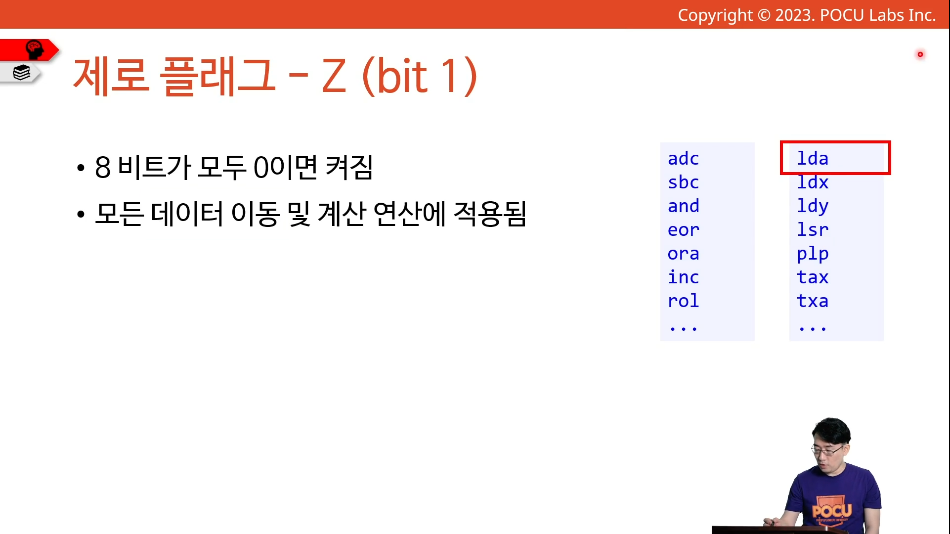 Copyright © 2023. POCU Labs Inc.
제로 플래그 – Z (bit 1)
• 8 비트가 모두 0이면 켜짐
• 모든 데이터 이동 및 계산 연산에 적용됨
adc
sbc
and
eor
ora
inc
rol
...
lda
ldx
ldy
lsr
plp
tax
txa
...
POCU